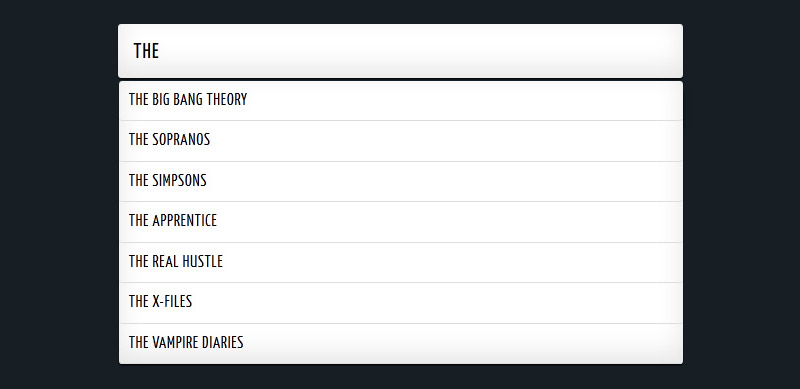 THE
THE BIG BANG THEORY
THE SOPRANOS
THE SIMPSONS
THE APPRENTICE
THE REAL HUSTLE
THE X-FILES
THE VAMPIRE DIARIES